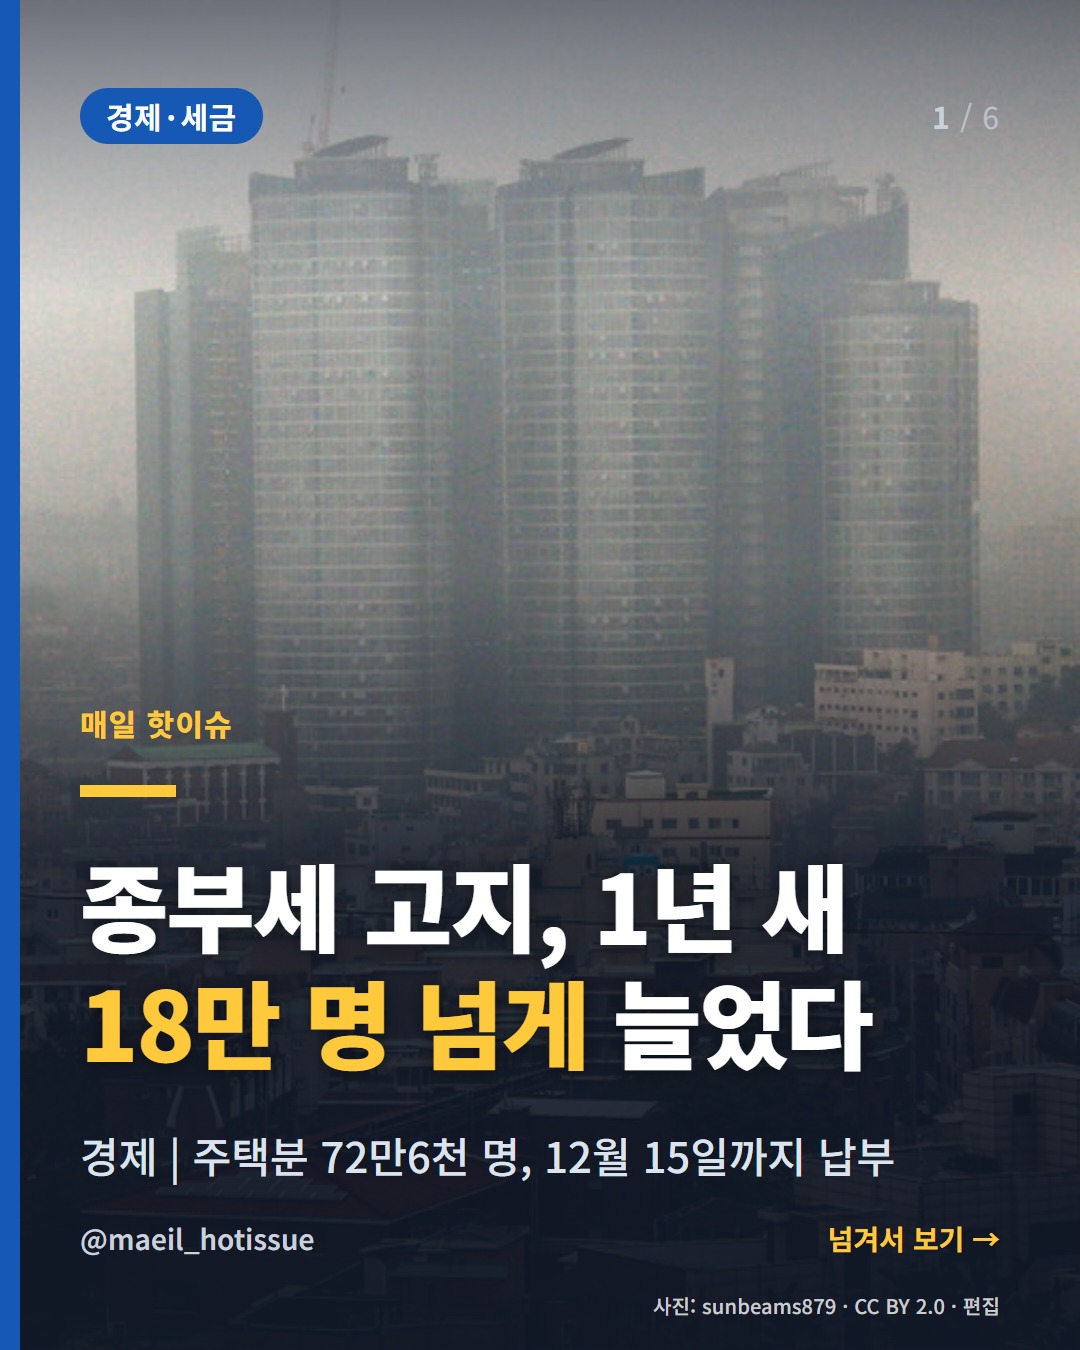 경제·세금
1 / 6
매일 핫이슈
종부세 고지, 1년 새
18만 명 넘게 늘었다
경제 | 주택분 72만6천 명, 12월 15일까지 납부
@maeil_hotissue
넘겨서 보기 →
사진: sunbeams879 · CC BY 2.0 · 편집